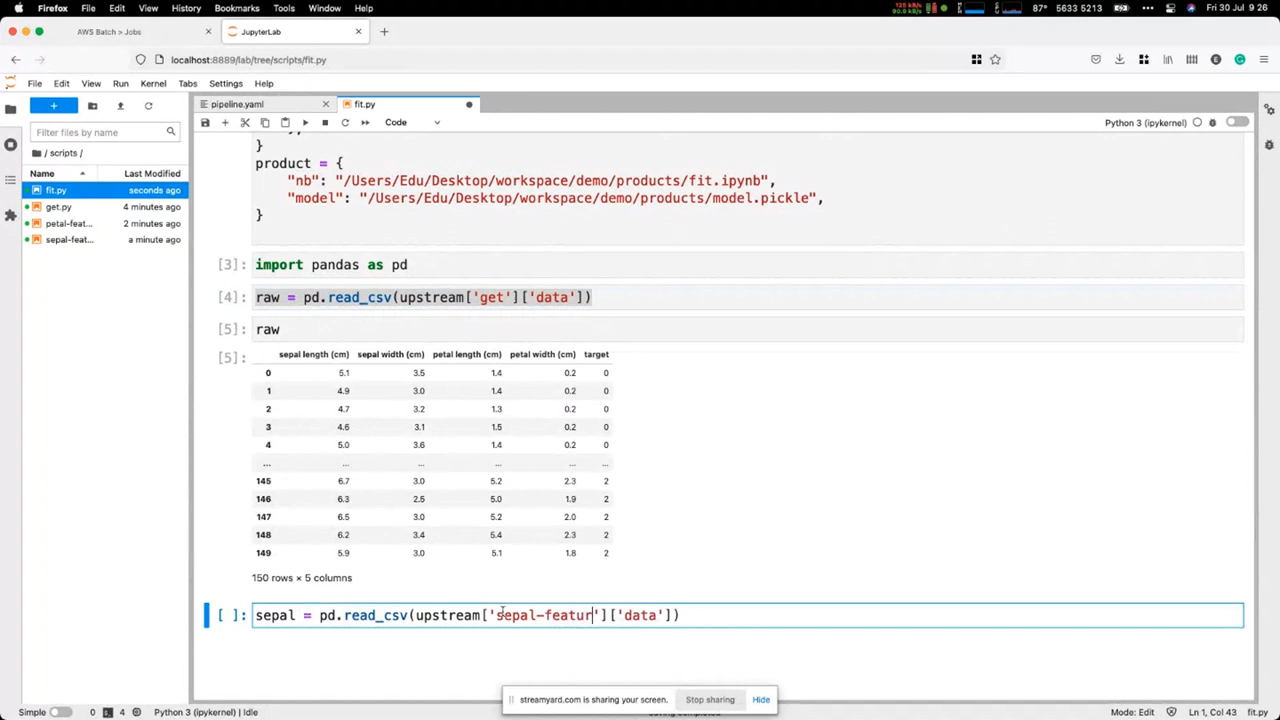 Firefox File Edit View History Bookmarks Tools Window Help 87° 5633 5213 Fri 30 Jul 9 26
AWS Batch > Jobs × JupyterLab × +
localhost:8889/lab/tree/scripts/fit.py
File Edit View Run Kernel Tabs Settings Help
+ pipeline.yaml × fit.py
Code Python 3 (ipykernel)
Filter files by name
/ scripts /
Name Last Modified
fit.py seconds ago
get.py 4 minutes ago
petal-feat... 2 minutes ago
sepal-feat... a minute ago
}
product = {
"nb": "/Users/Edu/Desktop/workspace/demo/products/fit.ipynb",
"model": "/Users/Edu/Desktop/workspace/demo/products/model.pickle",
}
[3]: import pandas as pd
[4]: raw = pd.read_csv(upstream['get']['data'])
[5]: raw
[5]: sepal length (cm) sepal width (cm) petal length (cm) petal width (cm) target
0 5.1 3.5 1.4 0.2 0
1 4.9 3.0 1.4 0.2 0
2 4.7 3.2 1.3 0.2 0
3 4.6 3.1 1.5 0.2 0
4 5.0 3.6 1.4 0.2 0
... ... ... ... ... ...
145 6.7 3.0 5.2 2.3 2
146 6.3 2.5 5.0 1.9 2
147 6.5 3.0 5.2 2.0 2
148 6.2 3.4 5.4 2.3 2
149 5.9 3.0 5.1 1.8 2
150 rows × 5 columns
[ ]: sepal = pd.read_csv(upstream['sepal-featur']['data'])
streamyard.com is sharing your screen. Stop sharing Hide
Simple 0 4 Python 3 (ipykernel) | Idle Mode: Edit Ln 1, Col 43 fit.py